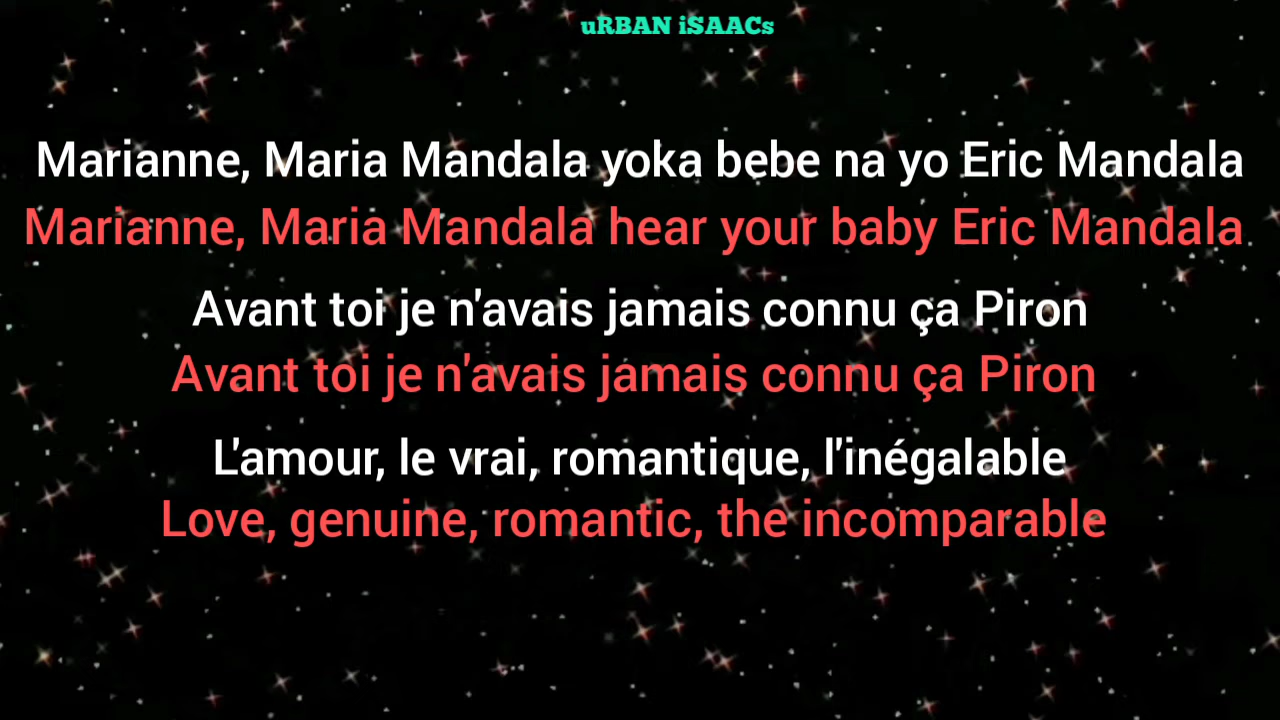 uRBAN iSAACs
Marianne, Maria Mandala yoka bebe na yo Eric Mandala
Marianne, Maria Mandala hear your baby Eric Mandala
Avant toi je n'avais jamais connu ça Piron
Avant toi je n'avais jamais connu ça Piron
L'amour, le vrai, romantique, l'inégalable
Love, genuine, romantic, the incomparable